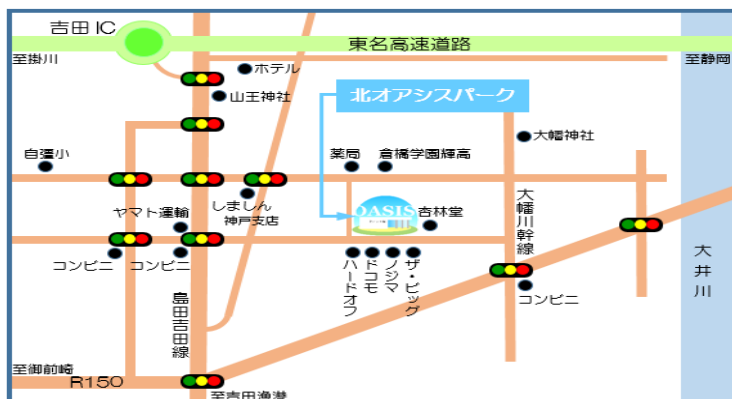 吉田 IC
東名高速道路
至掛川
至静岡
ホテル
山王神社
北オアシスパーク
大幡神社
自彊小
薬局
倉橋学園輝高
しましん
神戸支店
ヤマト運輸
OASIS
杏林堂
大幡川幹線
コンビニ
コンビニ
ハードオフ
ドコモ
ノジマ
ザ・ビッグ
コンビニ
大井川
島田吉田線
至御前崎
R150
至吉田漁港